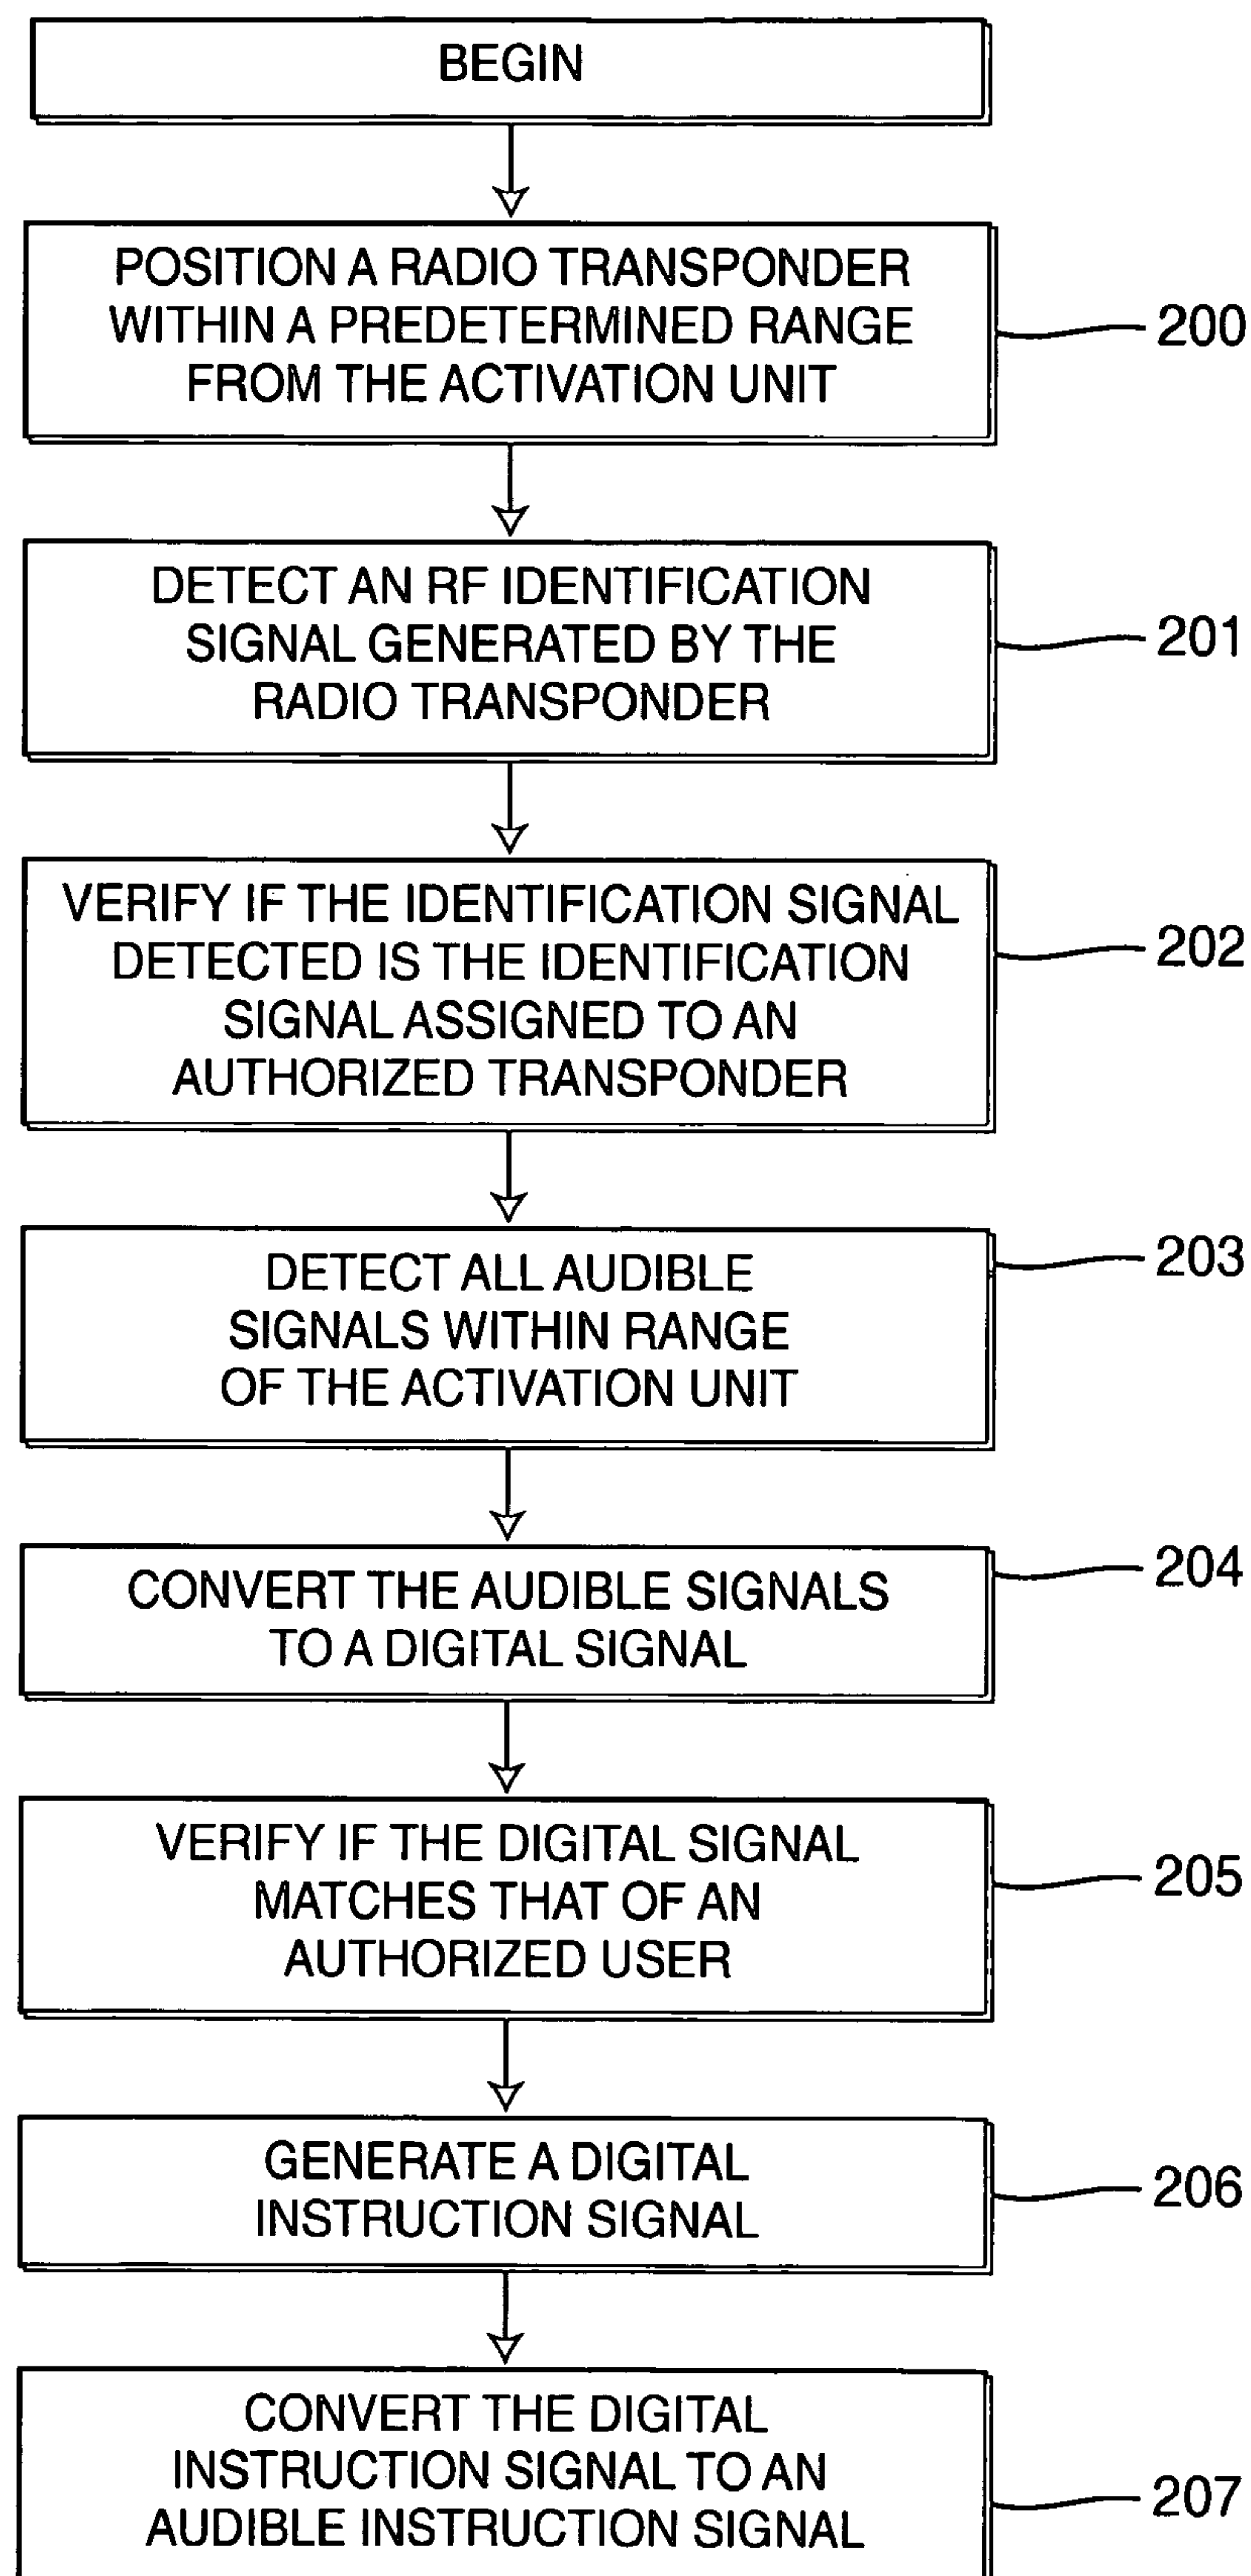 BEGIN
POSITION A RADIO TRANSPONDER
WITHIN A PREDETERMINED RANGE
FROM THE ACTIVATION UNIT
200
DETECT AN RF IDENTIFICATION
SIGNAL GENERATED BY THE
RADIO TRANSPONDER
201
VERIFY IF THE IDENTIFICATION SIGNAL
DETECTED IS THE IDENTIFICATION
SIGNAL ASSIGNED TO AN
AUTHORIZED TRANSPONDER
202
DETECT ALL AUDIBLE
SIGNALS WITHIN RANGE
OF THE ACTIVATION UNIT
203
CONVERT THE AUDIBLE SIGNALS
TO A DIGITAL SIGNAL
204
VERIFY IF THE DIGITAL SIGNAL
MATCHES THAT OF AN
AUTHORIZED USER
205
GENERATE A DIGITAL
INSTRUCTION SIGNAL
206
CONVERT THE DIGITAL
INSTRUCTION SIGNAL TO AN
AUDIBLE INSTRUCTION SIGNAL
207